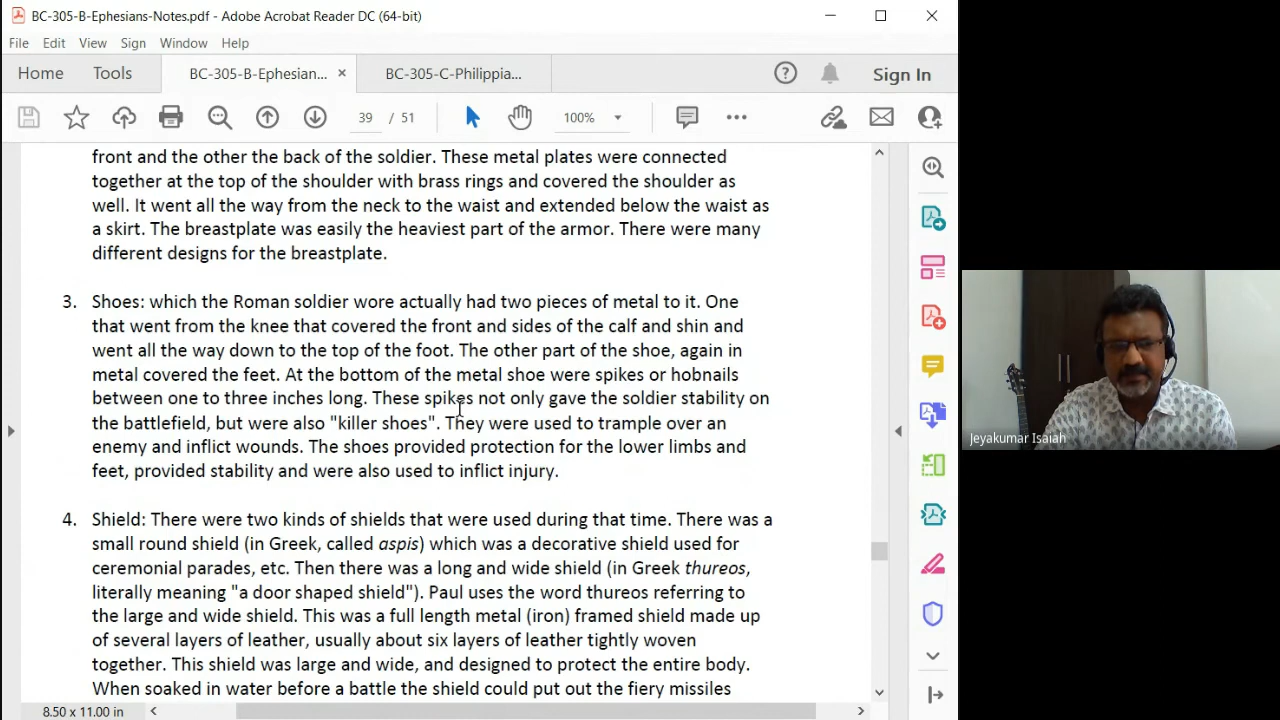 BC-305-B-Ephesians-Notes.pdf - Adobe Acrobat Reader DC (64-bit)
File Edit View Sign Window Help
Home Tools BC-305-B-Ephesian... × BC-305-C-Philippia... Sign In
39 / 51 100%
front and the other the back of the soldier. These metal plates were connected
together at the top of the shoulder with brass rings and covered the shoulder as
well. It went all the way from the neck to the waist and extended below the waist as
a skirt. The breastplate was easily the heaviest part of the armor. There were many
different designs for the breastplate.
3. Shoes: which the Roman soldier wore actually had two pieces of metal to it. One
that went from the knee that covered the front and sides of the calf and shin and
went all the way down to the top of the foot. The other part of the shoe, again in
metal covered the feet. At the bottom of the metal shoe were spikes or hobnails
between one to three inches long. These spikes not only gave the soldier stability on
the battlefield, but were also "killer shoes". They were used to trample over an
enemy and inflict wounds. The shoes provided protection for the lower limbs and
feet, provided stability and were also used to inflict injury.
4. Shield: There were two kinds of shields that were used during that time. There was a
small round shield (in Greek, called aspis) which was a decorative shield used for
ceremonial parades, etc. Then there was a long and wide shield (in Greek thureos,
literally meaning "a door shaped shield"). Paul uses the word thureos referring to
the large and wide shield. This was a full length metal (iron) framed shield made up
of several layers of leather, usually about six layers of leather tightly woven
together. This shield was large and wide, and designed to protect the entire body.
When soaked in water before a battle the shield could put out the fiery missiles
8.50 x 11.00 in
Jeyakumar Isaiah